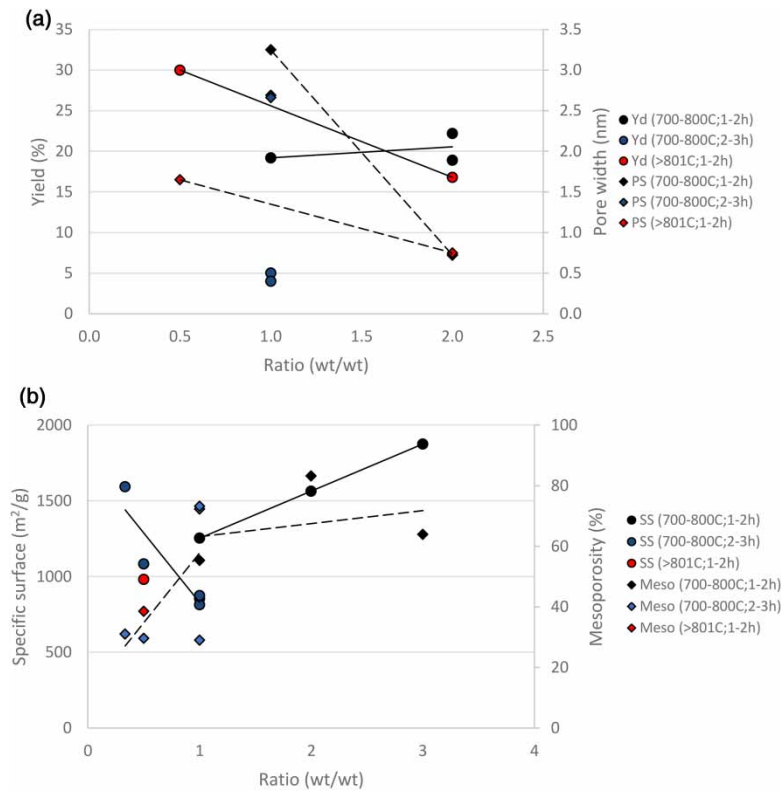 (a)
35
30
25
20
15
10
5
0
Yield (%)
3.5
3.0
2.5
2.0
1.5
1.0
0.5
0.0
Pore width (nm)
0.0 0.5 1.0 1.5 2.0 2.5
Ratio (wt/wt)
Yd (700-800C;1-2h)
Yd (700-800C;2-3h)
Yd (>801C;1-2h)
PS (700-800C;1-2h)
PS (700-800C;2-3h)
PS (>801C;1-2h)
(b)
2000
1500
1000
500
0
Specific surface (m²/g)
100
80
60
40
20
0
Mesoporosity (%)
0 1 2 3 4
Ratio (wt/wt)
SS (700-800C;1-2h)
SS (700-800C;2-3h)
SS (>801C;1-2h)
Meso (700-800C;1-2h)
Meso (700-800C;2-3h)
Meso (>801C;1-2h)